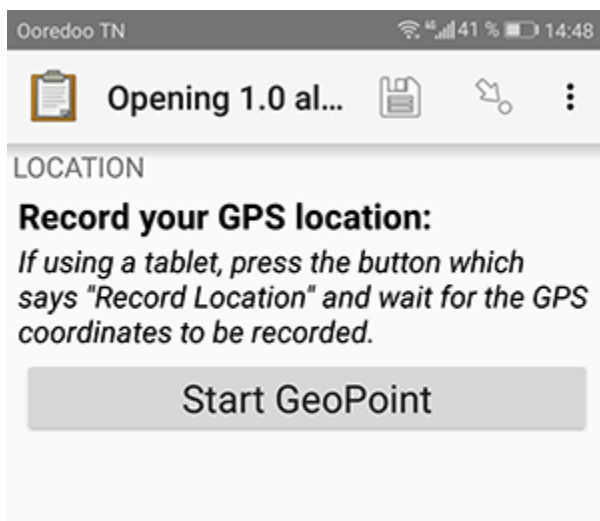 Ooredoo TN 41 % 14:48
Opening 1.0 al...
LOCATION
Record your GPS location:
If using a tablet, press the button which
says "Record Location" and wait for the GPS
coordinates to be recorded.
Start GeoPoint